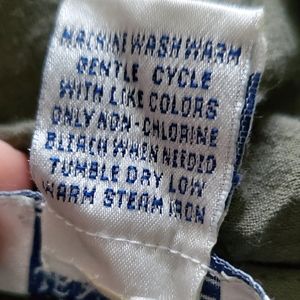 MACHINE WASH WARM
GENTLE CYCLE
WITH LIKE COLORS
ONLY NON-CHLORINE
BLEACH WHEN NEEDED
TUMBLE DRY LOW
WARM STEAM IRON